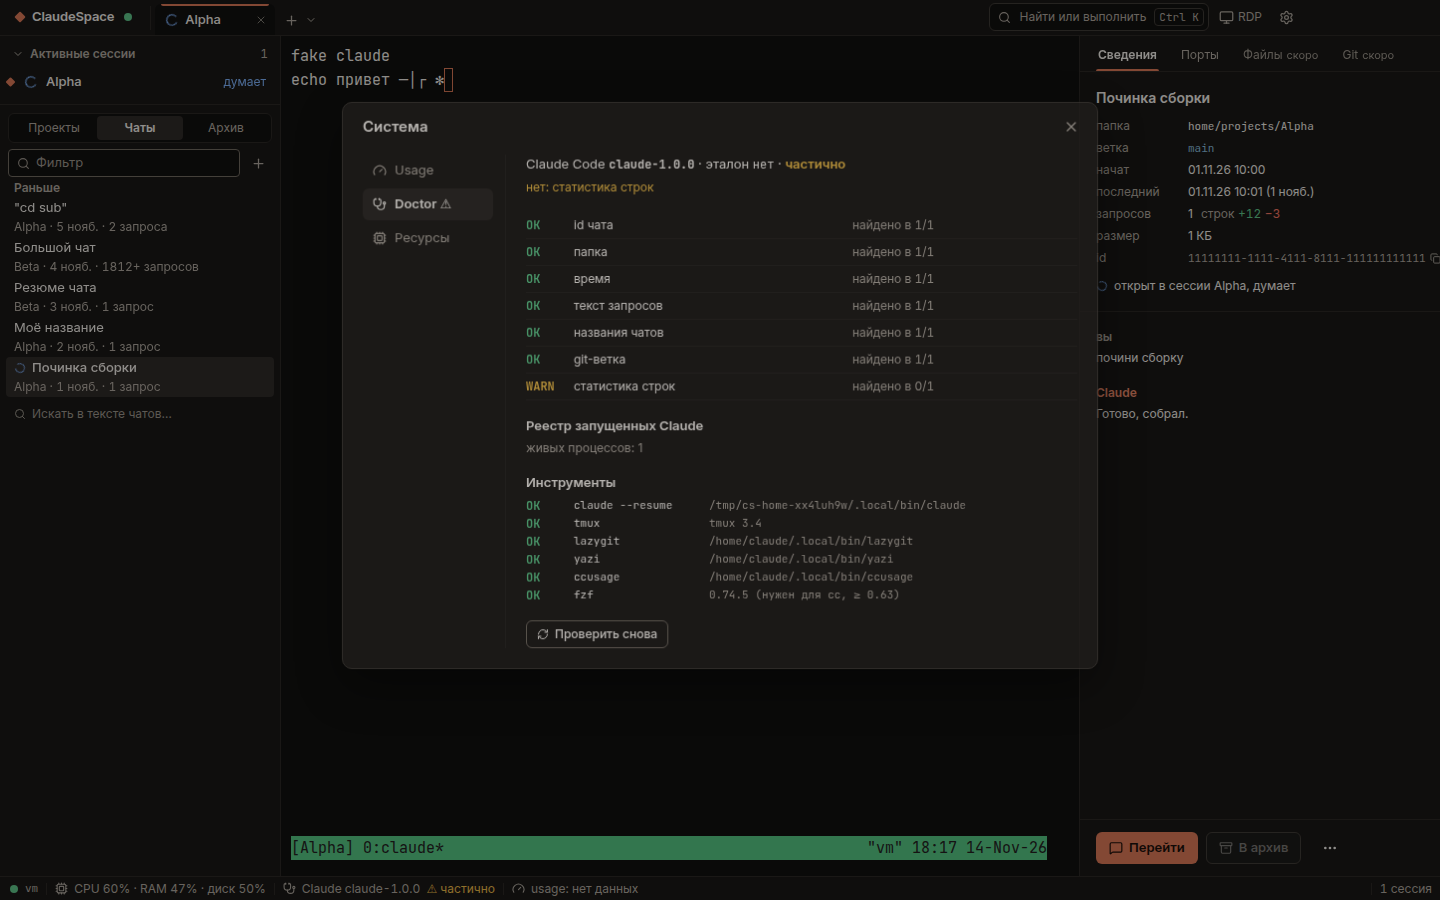 ClaudeSpace
Alpha
Найти или выполнить Ctrl K
RDP
Активные сессии 1
Alpha думает
Проекты Чаты Архив
Фильтр
Раньше
"cd sub"
Alpha · 5 нояб. · 2 запроса
Большой чат
Beta · 4 нояб. · 1812+ запросов
Резюме чата
Beta · 3 нояб. · 1 запрос
Моё название
Alpha · 2 нояб. · 1 запрос
Починка сборки
Alpha · 1 нояб. · 1 запрос
Искать в тексте чатов...
fake claude
echo привет ─│┌ ✻
Система
Usage
Doctor ⚠
Ресурсы
Claude Code claude-1.0.0 · эталон нет · частично
нет: статистика строк
OK id чата найдено в 1/1
OK папка найдено в 1/1
OK время найдено в 1/1
OK текст запросов найдено в 1/1
OK названия чатов найдено в 1/1
OK git-ветка найдено в 1/1
WARN статистика строк найдено в 0/1
Реестр запущенных Claude
живых процессов: 1
Инструменты
OK claude --resume /tmp/cs-home-xx4luh9w/.local/bin/claude
OK tmux tmux 3.4
OK lazygit /home/claude/.local/bin/lazygit
OK yazi /home/claude/.local/bin/yazi
OK ccusage /home/claude/.local/bin/ccusage
OK fzf 0.74.5 (нужен для cc, ≥ 0.63)
Проверить снова
[Alpha] 0:claude* "vm" 18:17 14-Nov-26
Сведения Порты Файлы скоро Git скоро
Починка сборки
папка home/projects/Alpha
ветка main
начат 01.11.26 10:00
последний 01.11.26 10:01 (1 нояб.)
запросов 1 строк +12 −3
размер 1 КБ
id 11111111-1111-4111-8111-111111111111
открыт в сессии Alpha, думает
вы
почини сборку
Claude
Готово, собрал.
Перейти В архив
vm CPU 60% · RAM 47% · диск 50% Claude claude-1.0.0 ⚠ частично usage: нет данных 1 сессия